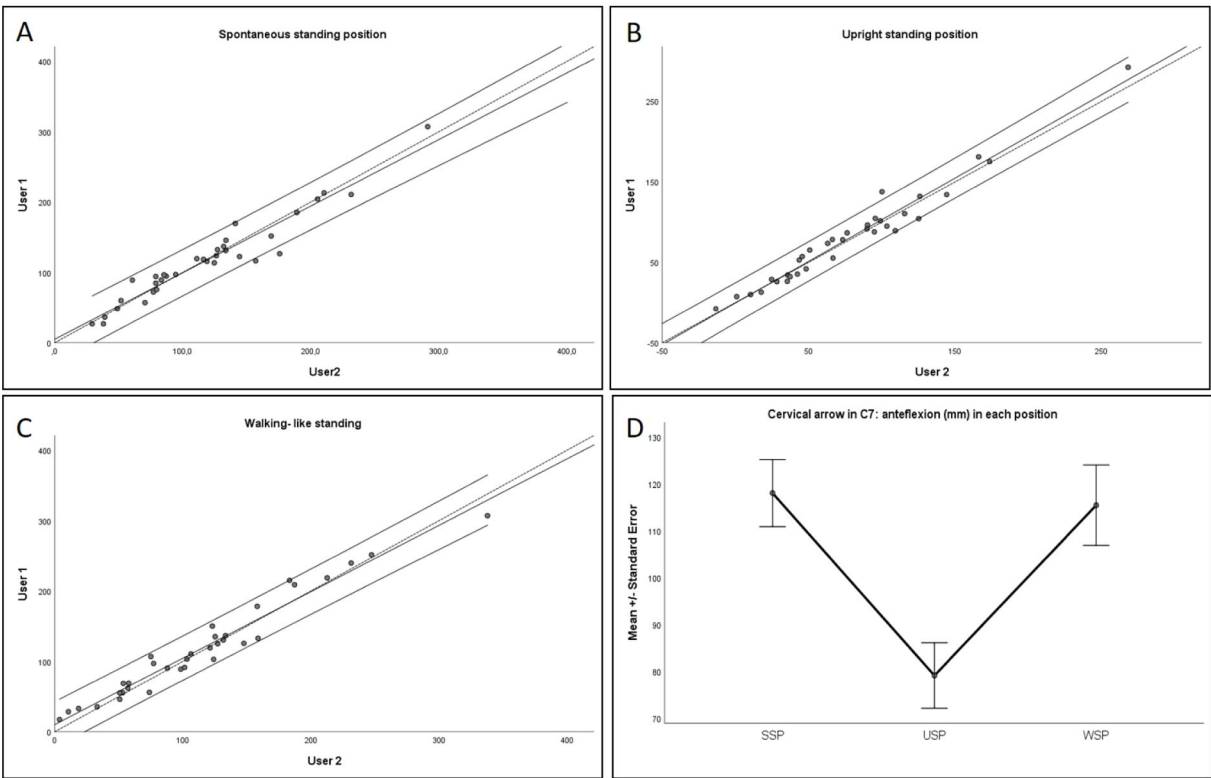 A
Spontaneous standing position
400
300
200
100
0
,0
100,0
200,0
300,0
400,0
User 1
User2
B
Upright standing position
250
150
50
-50
-50
50
150
250
User 1
User 2
C
Walking- like standing
400
300
200
100
0
0
100
200
300
400
User 1
User 2
D
Cervical arrow in C7: anteflexion (mm) in each position
130
120
110
100
90
80
70
Mean +/- Standard Error
SSP
USP
WSP